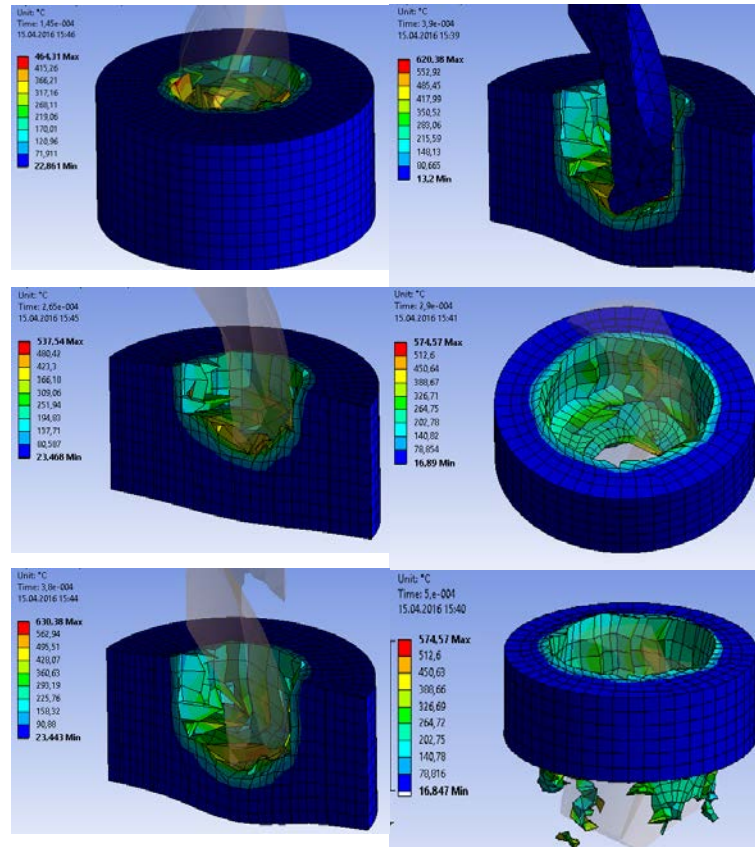 Unit: °C
Time: 1,45e-004
15.04.2016 15:46
464,31 Max
415,26
366,21
317,16
268,11
219,06
170,01
120,96
71,911
22,861 Min
Unit: °C
Time: 3,9e-004
15.04.2016 15:39
620,38 Max
552,92
485,45
417,99
350,52
283,06
215,59
148,13
80,665
13,2 Min
Unit: °C
Time: 2,65e-004
15.04.2016 15:45
537,54 Max
480,42
423,3
366,18
309,06
251,94
194,83
137,71
80,587
23,468 Min
Unit: °C
Time: 2,9e-004
15.04.2016 15:41
574,57 Max
512,6
450,64
388,67
326,71
264,75
202,78
140,82
78,854
16,89 Min
Unit: °C
Time: 3,8e-004
15.04.2016 15:44
630,38 Max
562,94
495,51
428,07
360,63
293,19
225,76
158,32
90,88
23,443 Min
Unit: °C
Time: 5,e-004
15.04.2016 15:40
574,57 Max
512,6
450,63
388,66
326,69
264,72
202,75
140,78
78,816
16,847 Min